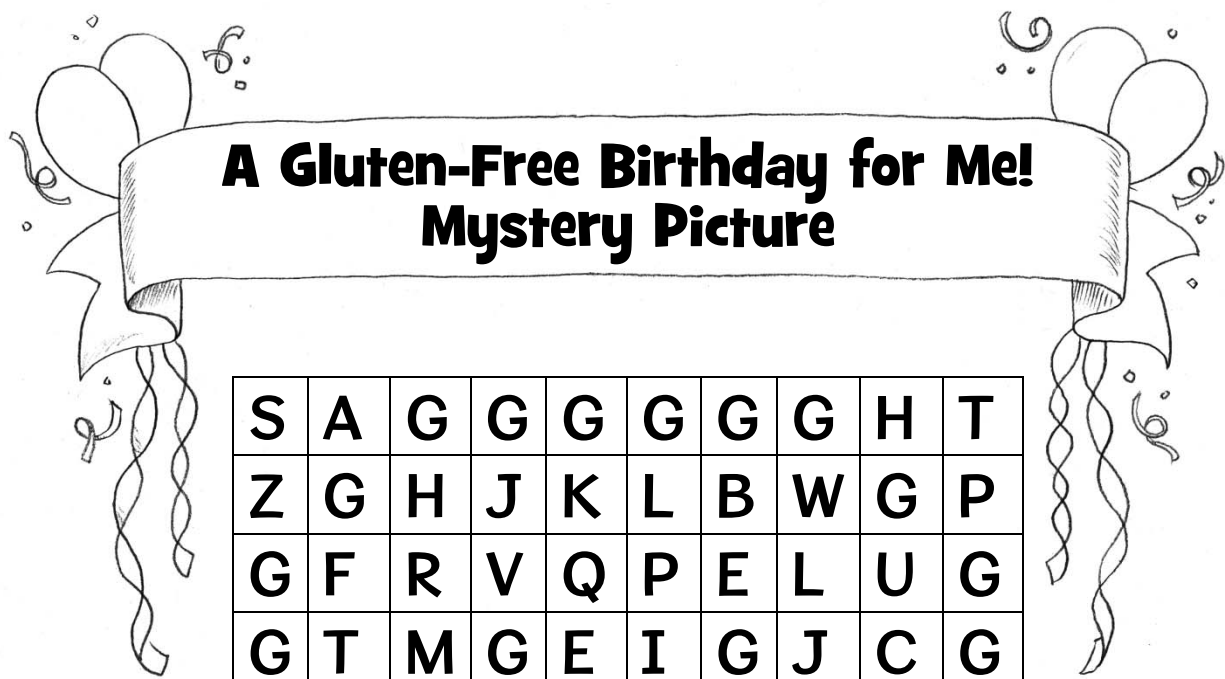 A Gluten-Free Birthday for Me!
Mystery Picture
S A G G G G G G H T
Z G H J K L B W G P
G F R V Q P E L U G
G T M G E I G J C G